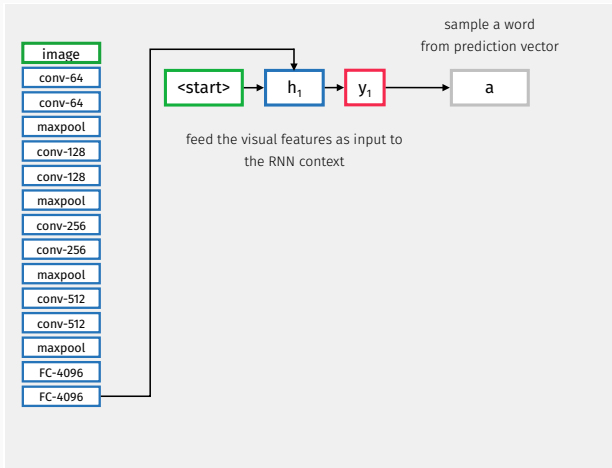 image
conv-64
conv-64
maxpool
conv-128
conv-128
maxpool
conv-256
conv-256
maxpool
conv-512
conv-512
maxpool
FC-4096
FC-4096
<start>
h1
y1
a
sample a word
from prediction vector
feed the visual features as input to
the RNN context